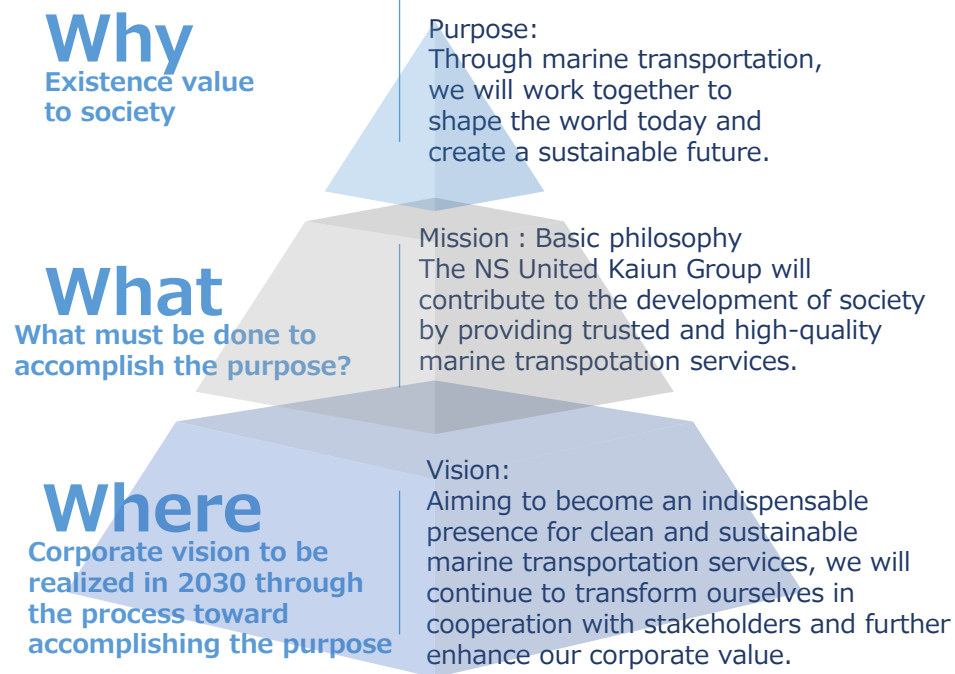 Why
Existence value
to society
Purpose:
Through marine transportation,
we will work together to
shape the world today and
create a sustainable future.
What
What must be done to
accomplish the purpose?
Mission : Basic philosophy
The NS United Kaiun Group will
contribute to the development of society
by providing trusted and high-quality
marine transpotation services.
Where
Corporate vision to be
realized in 2030 through
the process toward
accomplishing the purpose
Vision:
Aiming to become an indispensable
presence for clean and sustainable
marine transportation services, we will
continue to transform ourselves in
cooperation with stakeholders and further
enhance our corporate value.